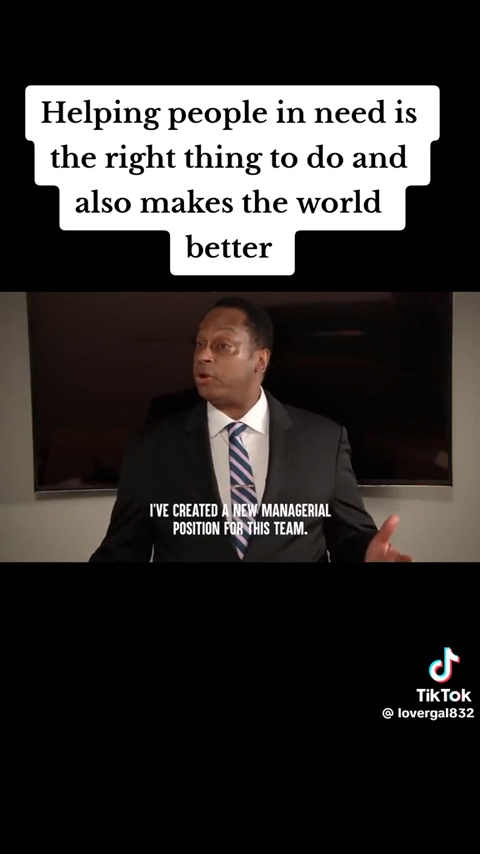 Helping people in need is
the right thing to do and
also makes the world
better
I'VE CREATED A NEW MANAGERIAL
POSITION FOR THIS TEAM.
TikTok
@ lovergal832